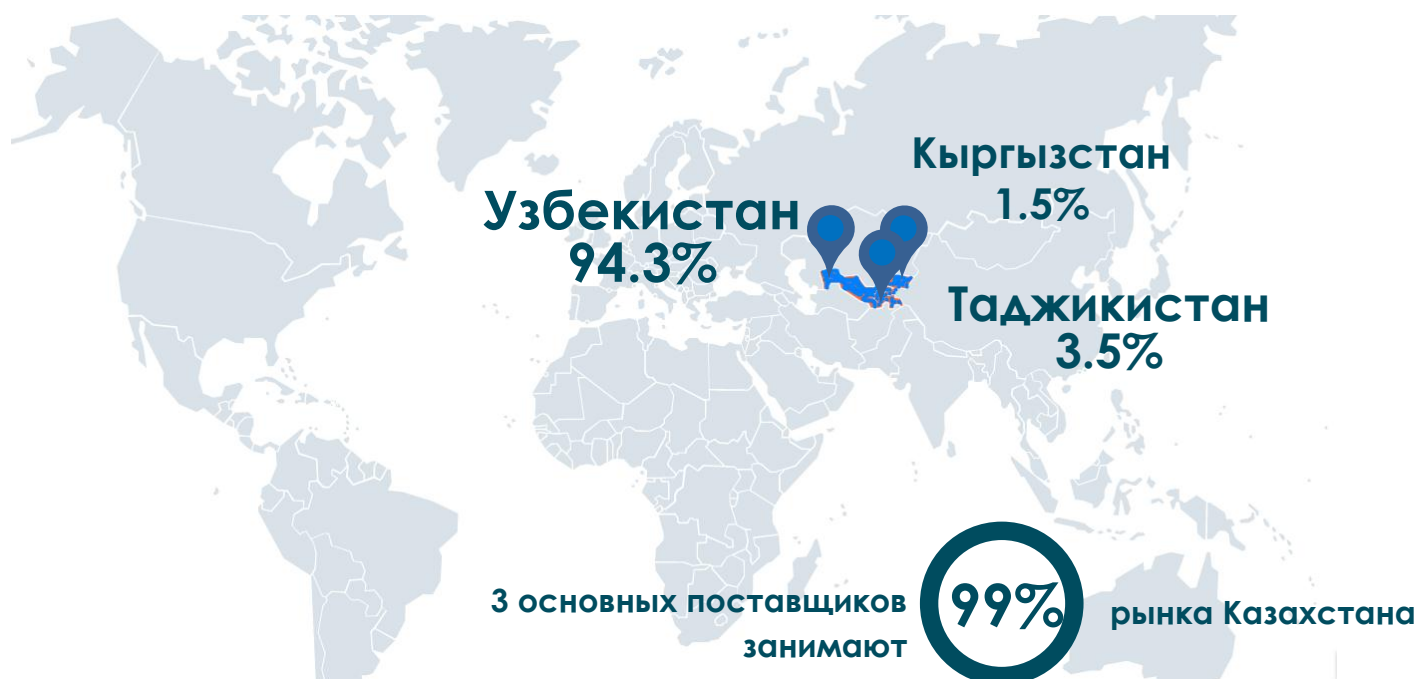 Кыргызстан
1.5%
Узбекистан
94.3%
Таджикистан
3.5%
3 основных поставщиков
занимают
99%
рынка Казахстана